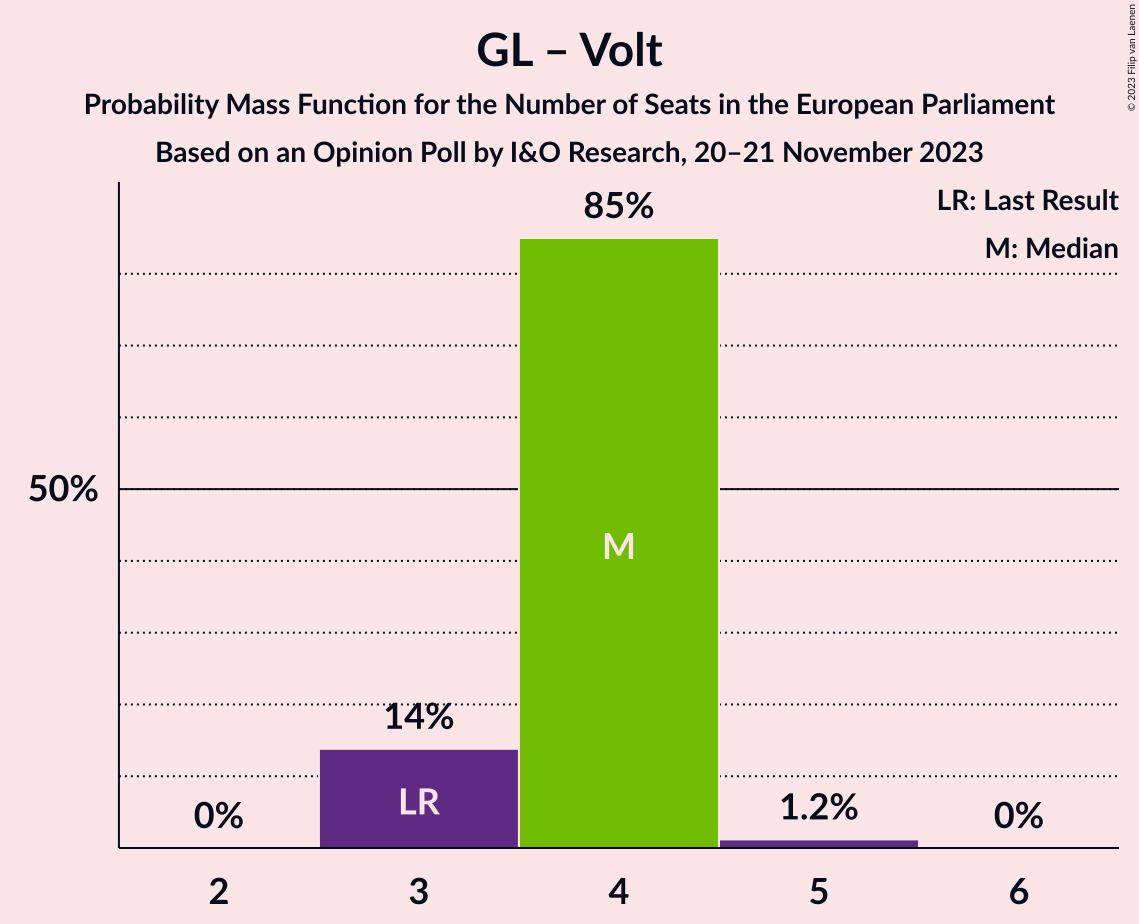 GL – Volt
Probability Mass Function for the Number of Seats in the European Parliament
Based on an Opinion Poll by I&O Research, 20–21 November 2023
© 2023 Filip van Laenen
LR: Last Result
M: Median
85%
50%
M
14%
LR
0%
1.2%
0%
2
3
4
5
6